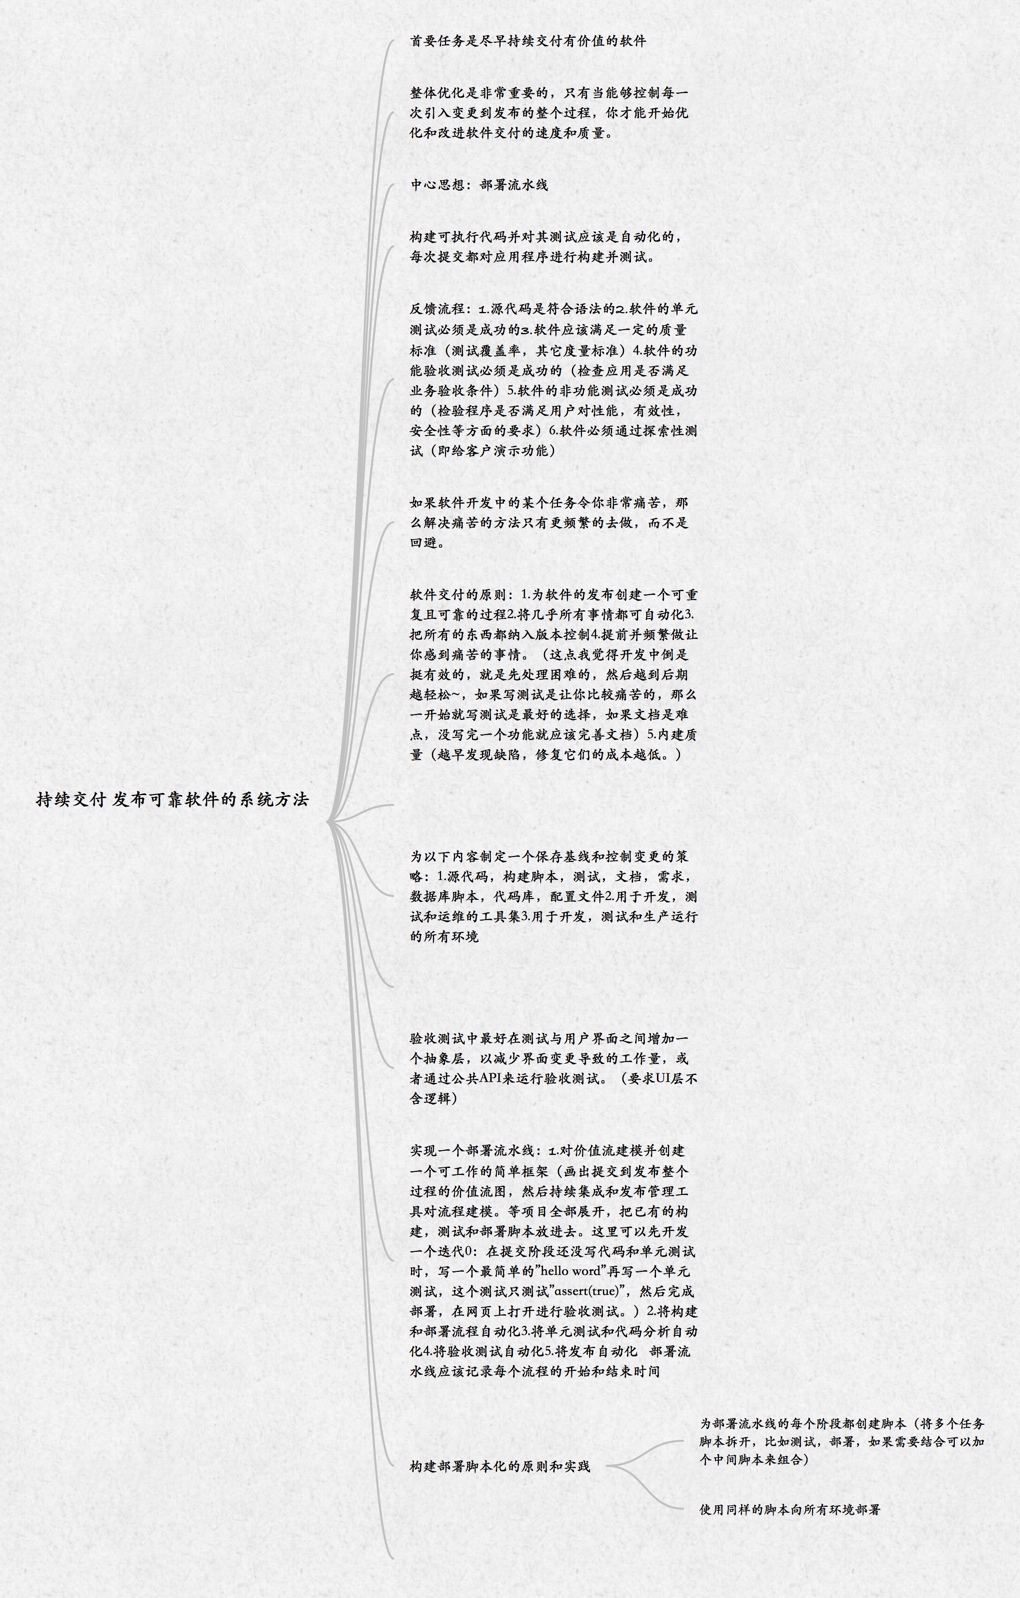 首要任务是尽早持续交付有价值的软件
整体优化是非常重要的，只有当能够控制每一
次引入变更到发布的整个过程，你才能开始优
化和改进软件交付的速度和质量。
中心思想：部署流水线
构建可执行代码并对其测试应该是自动化的，
每次提交都对应用程序进行构建并测试。
反馈流程：1.源代码是符合语法的2.软件的单元
测试必须是成功的3.软件应该满足一定的质量
标准（测试覆盖率，其它度量标准）4.软件的功
能验收测试必须是成功的（检查应用是否满足
业务验收条件）5.软件的非功能测试必须是成功
的（检验程序是否满足用户对性能，有效性，
安全性等方面的要求）6.软件必须通过探索性测
试（即给客户演示功能）
如果软件开发中的某个任务令你非常痛苦，那
么解决痛苦的方法只有更频繁的去做，而不是
回避。
软件交付的原则：1.为软件的发布创建一个可重
复且可靠的过程2.将几乎所有事情都可自动化3.
把所有的东西都纳入版本控制4.提前并频繁做让
你感到痛苦的事情。（这点我觉得开发中倒是
挺有效的，就是先处理困难的，然后越到后期
越轻松~，如果写测试是让你比较痛苦的，那么
一开始就写测试是最好的选择，如果文档是难
点，没写完一个功能就应该完善文档）5.内建质
量（越早发现缺陷，修复它们的成本越低。）
持续交付 发布可靠软件的系统方法
为以下内容制定一个保存基线和控制变更的策
略：1.源代码，构建脚本，测试，文档，需求，
数据库脚本，代码库，配置文件2.用于开发，测
试和运维的工具集3.用于开发，测试和生产运行
的所有环境
验收测试中最好在测试与用户界面之间增加一
个抽象层，以减少界面变更导致的工作量，或
者通过公共API来运行验收测试。（要求UI层不
含逻辑）
实现一个部署流水线：1.对价值流建模并创建
一个可工作的简单框架（画出提交到发布整个
过程的价值流图，然后持续集成和发布管理工
具对流程建模。等项目全部展开，把已有的构
建，测试和部署脚本放进去。这里可以先开发
一个迭代0：在提交阶段还没写代码和单元测试
时，写一个最简单的”hello word”再写一个单元
测试，这个测试只测试”assert(true)”，然后完成
部署，在网页上打开进行验收测试。）2.将构建
和部署流程自动化3.将单元测试和代码分析自动
化4.将验收测试自动化5.将发布自动化 部署流
水线应该记录每个流程的开始和结束时间
构建部署脚本化的原则和实践
为部署流水线的每个阶段都创建脚本（将多个任务
脚本拆开，比如测试，部署，如果需要结合可以加
个中间脚本来组合）
使用同样的脚本向所有环境部署